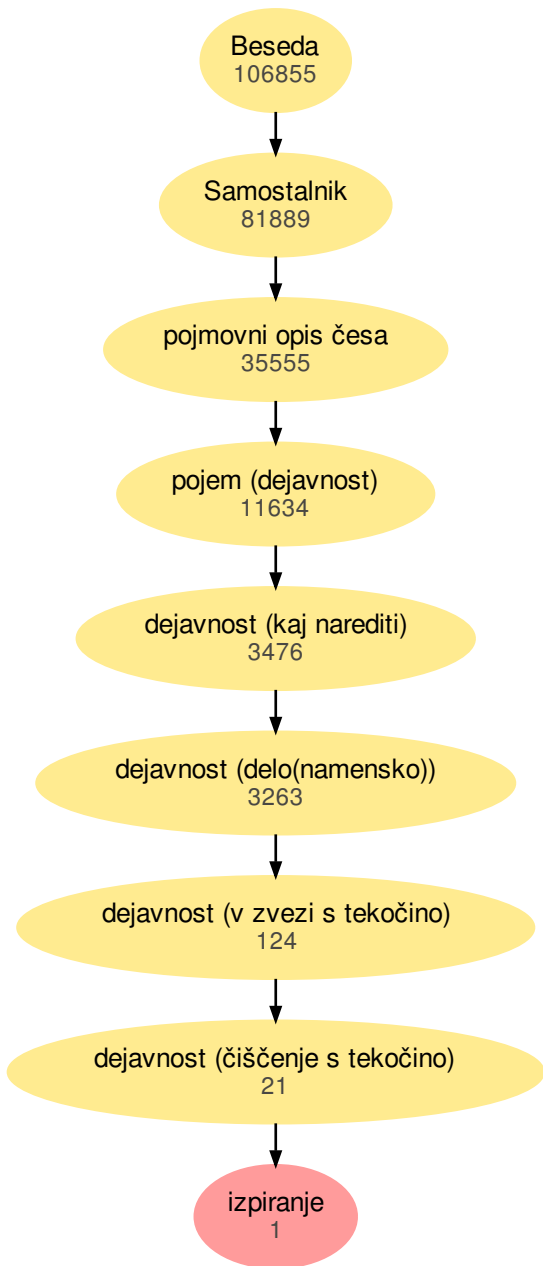 Beseda
106855
Samostalnik
81889
pojmovni opis česa
35555
pojem (dejavnost)
11634
dejavnost (kaj narediti)
3476
dejavnost (delo(namensko))
3263
dejavnost (v zvezi s tekočino)
124
dejavnost (čiščenje s tekočino)
21
izpiranje
1